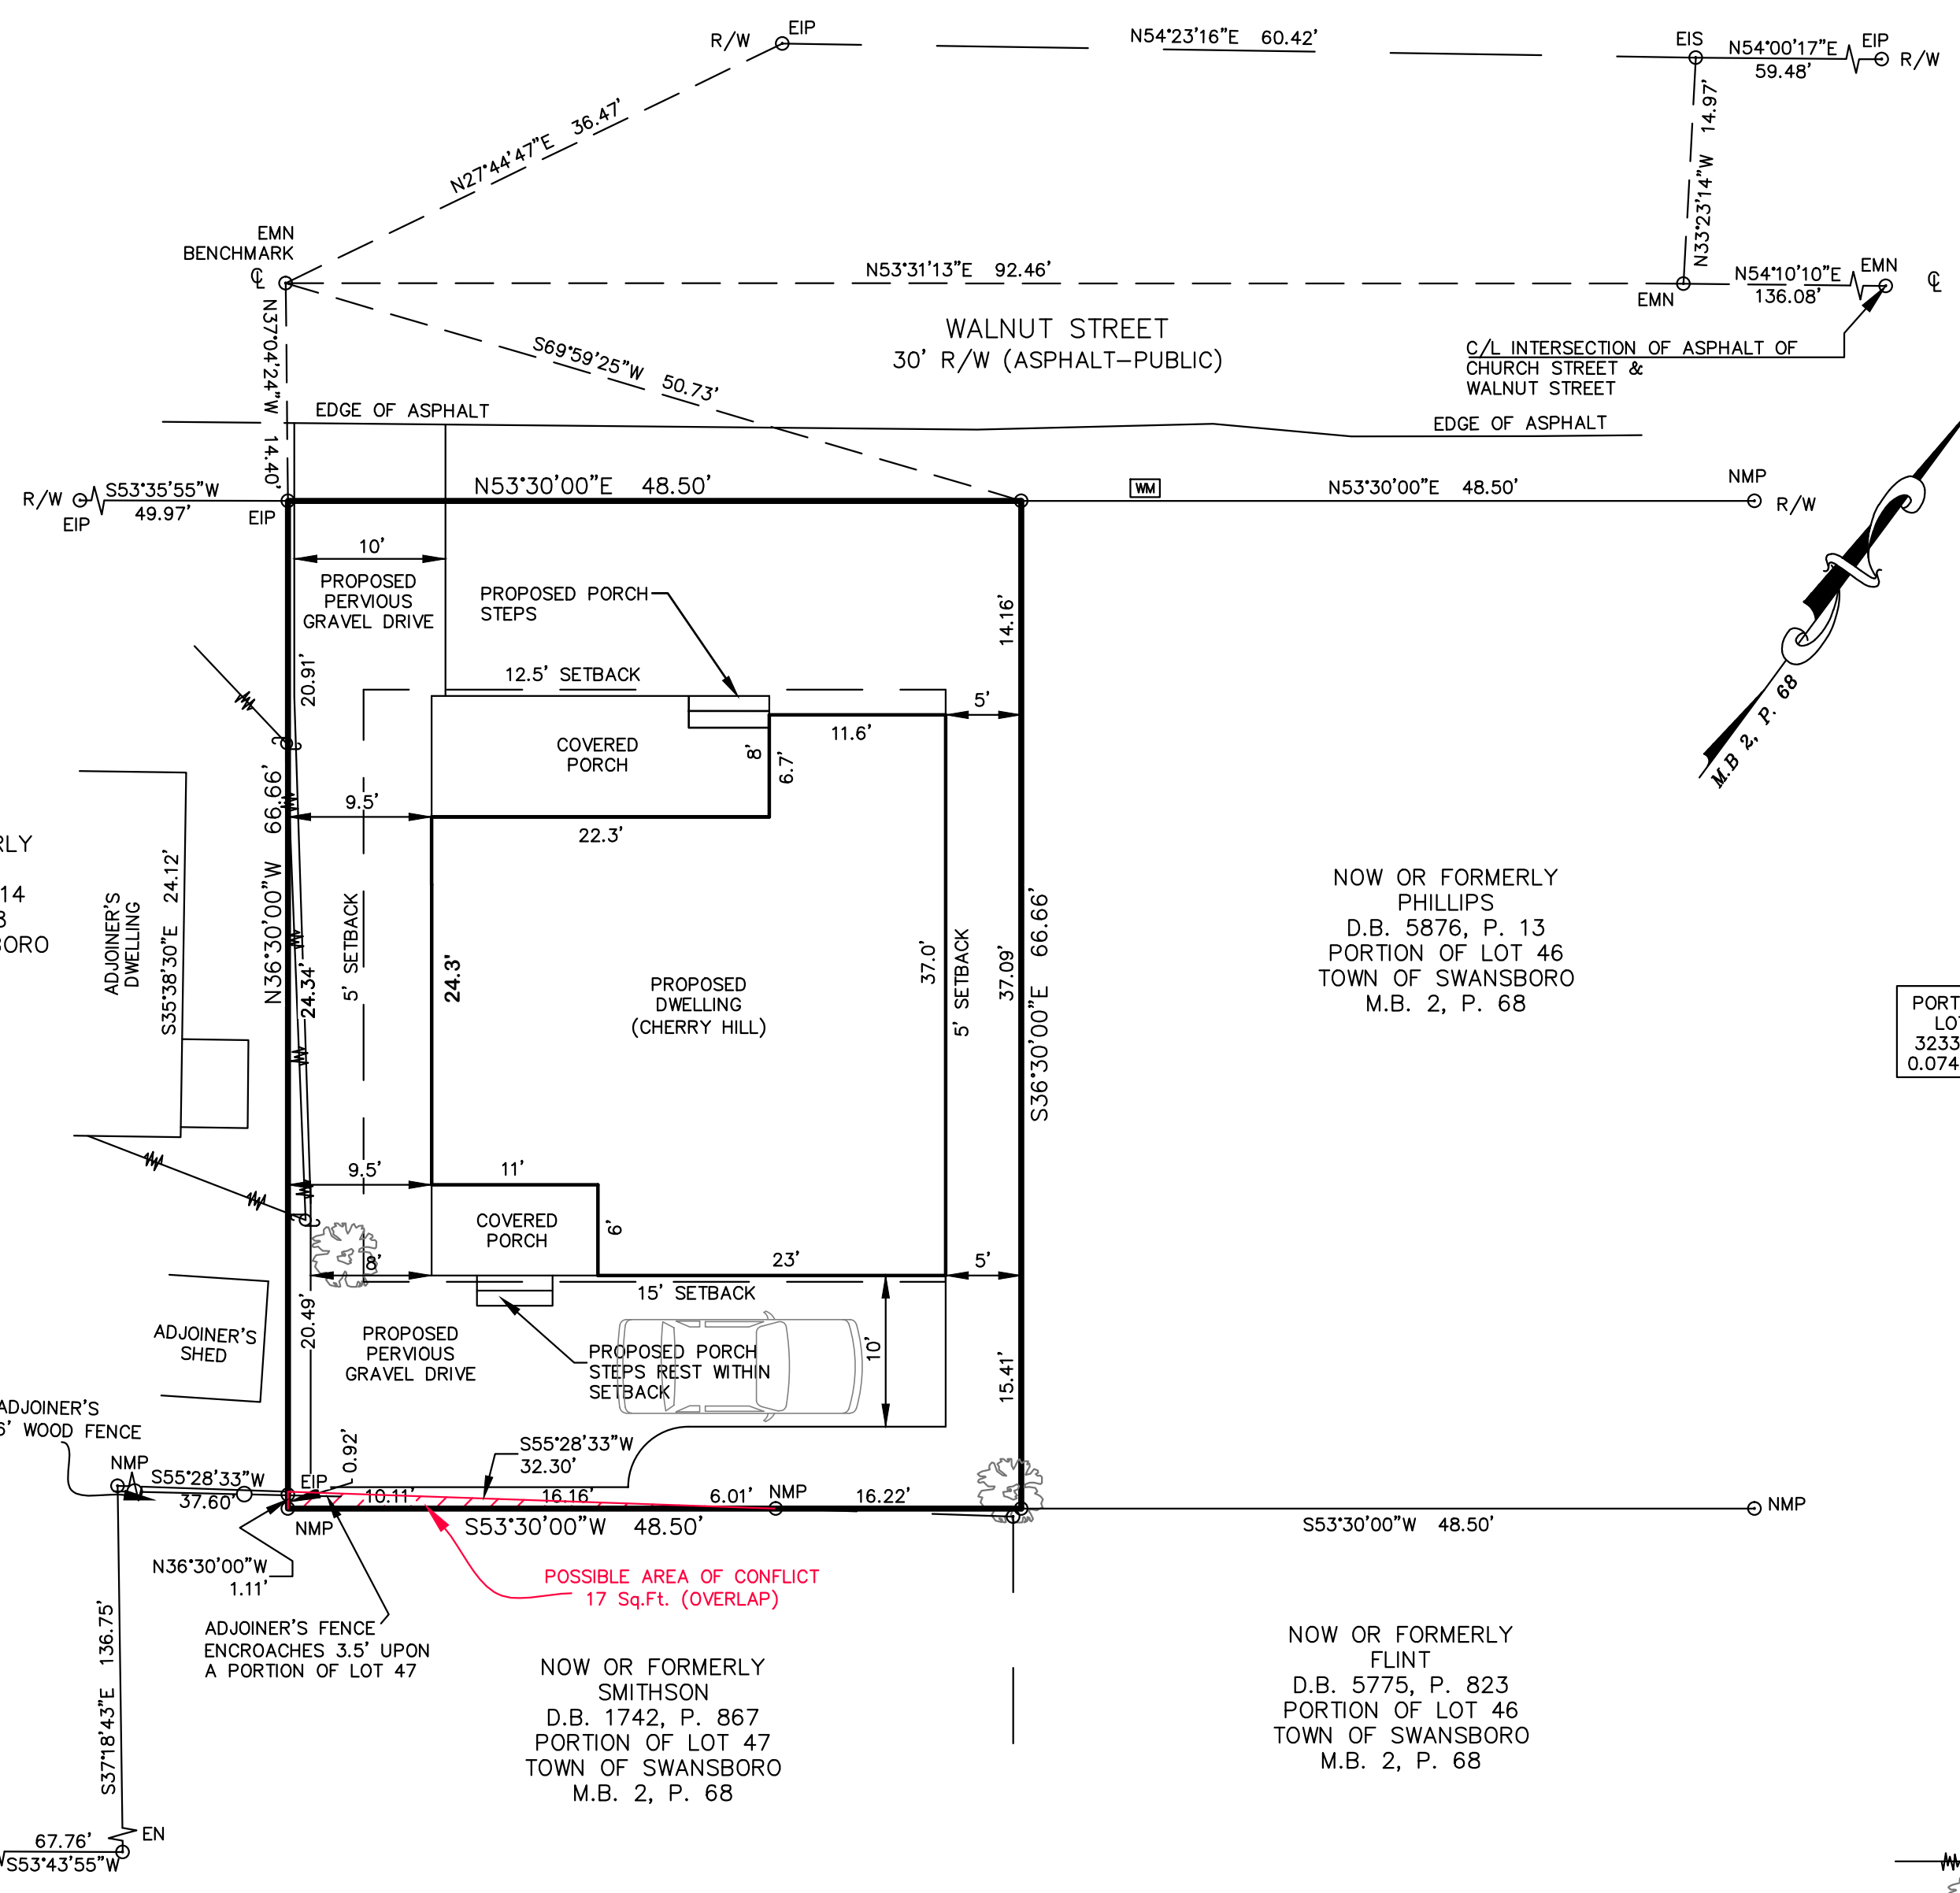 R/W
EIP
N54°23'16"E 60.42'
EIS
N54°00'17"E
59.48'
EIP
R/W
N27°44'47"E 36.47'
N33°23'14"W 14.97'
EMN
BENCHMARK
℄
N53°31'13"E 92.46'
EMN
N54°10'10"E
136.08'
EMN
℄
N37°04'24"W 14.40'
S69°59'25"W 50.73'
WALNUT STREET
30' R/W (ASPHALT-PUBLIC)
C/L INTERSECTION OF ASPHALT OF
CHURCH STREET &
WALNUT STREET
EDGE OF ASPHALT
EDGE OF ASPHALT
R/W
EIP
S53°35'55"W
49.97'
EIP
N53°30'00"E 48.50'
WM
N53°30'00"E 48.50'
NMP
R/W
10'
PROPOSED
PERVIOUS
GRAVEL DRIVE
PROPOSED PORCH
STEPS
14.16'
20.91'
12.5' SETBACK
5'
M.B 2, P. 68
COVERED
PORCH
8'
6.7'
11.6'
9.5'
22.3'
N36°30'00"W 66.66'
RLY
14
8
BORO
ADJOINER'S
DWELLING
S35°38'30"E 24.12'
24.34'
5' SETBACK
24.3'
PROPOSED
DWELLING
(CHERRY HILL)
37.0'
5' SETBACK
37.09'
S36°30'00"E 66.66'
NOW OR FORMERLY
PHILLIPS
D.B. 5876, P. 13
PORTION OF LOT 46
TOWN OF SWANSBORO
M.B. 2, P. 68
PORT
LOT
3233
0.074
9.5'
11'
COVERED
PORCH
6'
8'
23'
5'
15' SETBACK
ADJOINER'S
SHED
20.49'
PROPOSED
PERVIOUS
GRAVEL DRIVE
PROPOSED PORCH
STEPS REST WITHIN
SETBACK
10'
15.41'
ADJOINER'S
6' WOOD FENCE
NMP
S55°28'33"W
37.60'
EIP
0.92'
S55°28'33"W
32.30'
10.11'
16.16'
6.01'
NMP
16.22'
NMP
S53°30'00"W 48.50'
S53°30'00"W 48.50'
NMP
N36°30'00"W
1.11'
POSSIBLE AREA OF CONFLICT
17 Sq.Ft. (OVERLAP)
ADJOINER'S FENCE
ENCROACHES 3.5' UPON
A PORTION OF LOT 47
S37°18'43"E 136.75'
NOW OR FORMERLY
SMITHSON
D.B. 1742, P. 867
PORTION OF LOT 47
TOWN OF SWANSBORO
M.B. 2, P. 68
NOW OR FORMERLY
FLINT
D.B. 5775, P. 823
PORTION OF LOT 46
TOWN OF SWANSBORO
M.B. 2, P. 68
EN
67.76'
S53°43'55"W